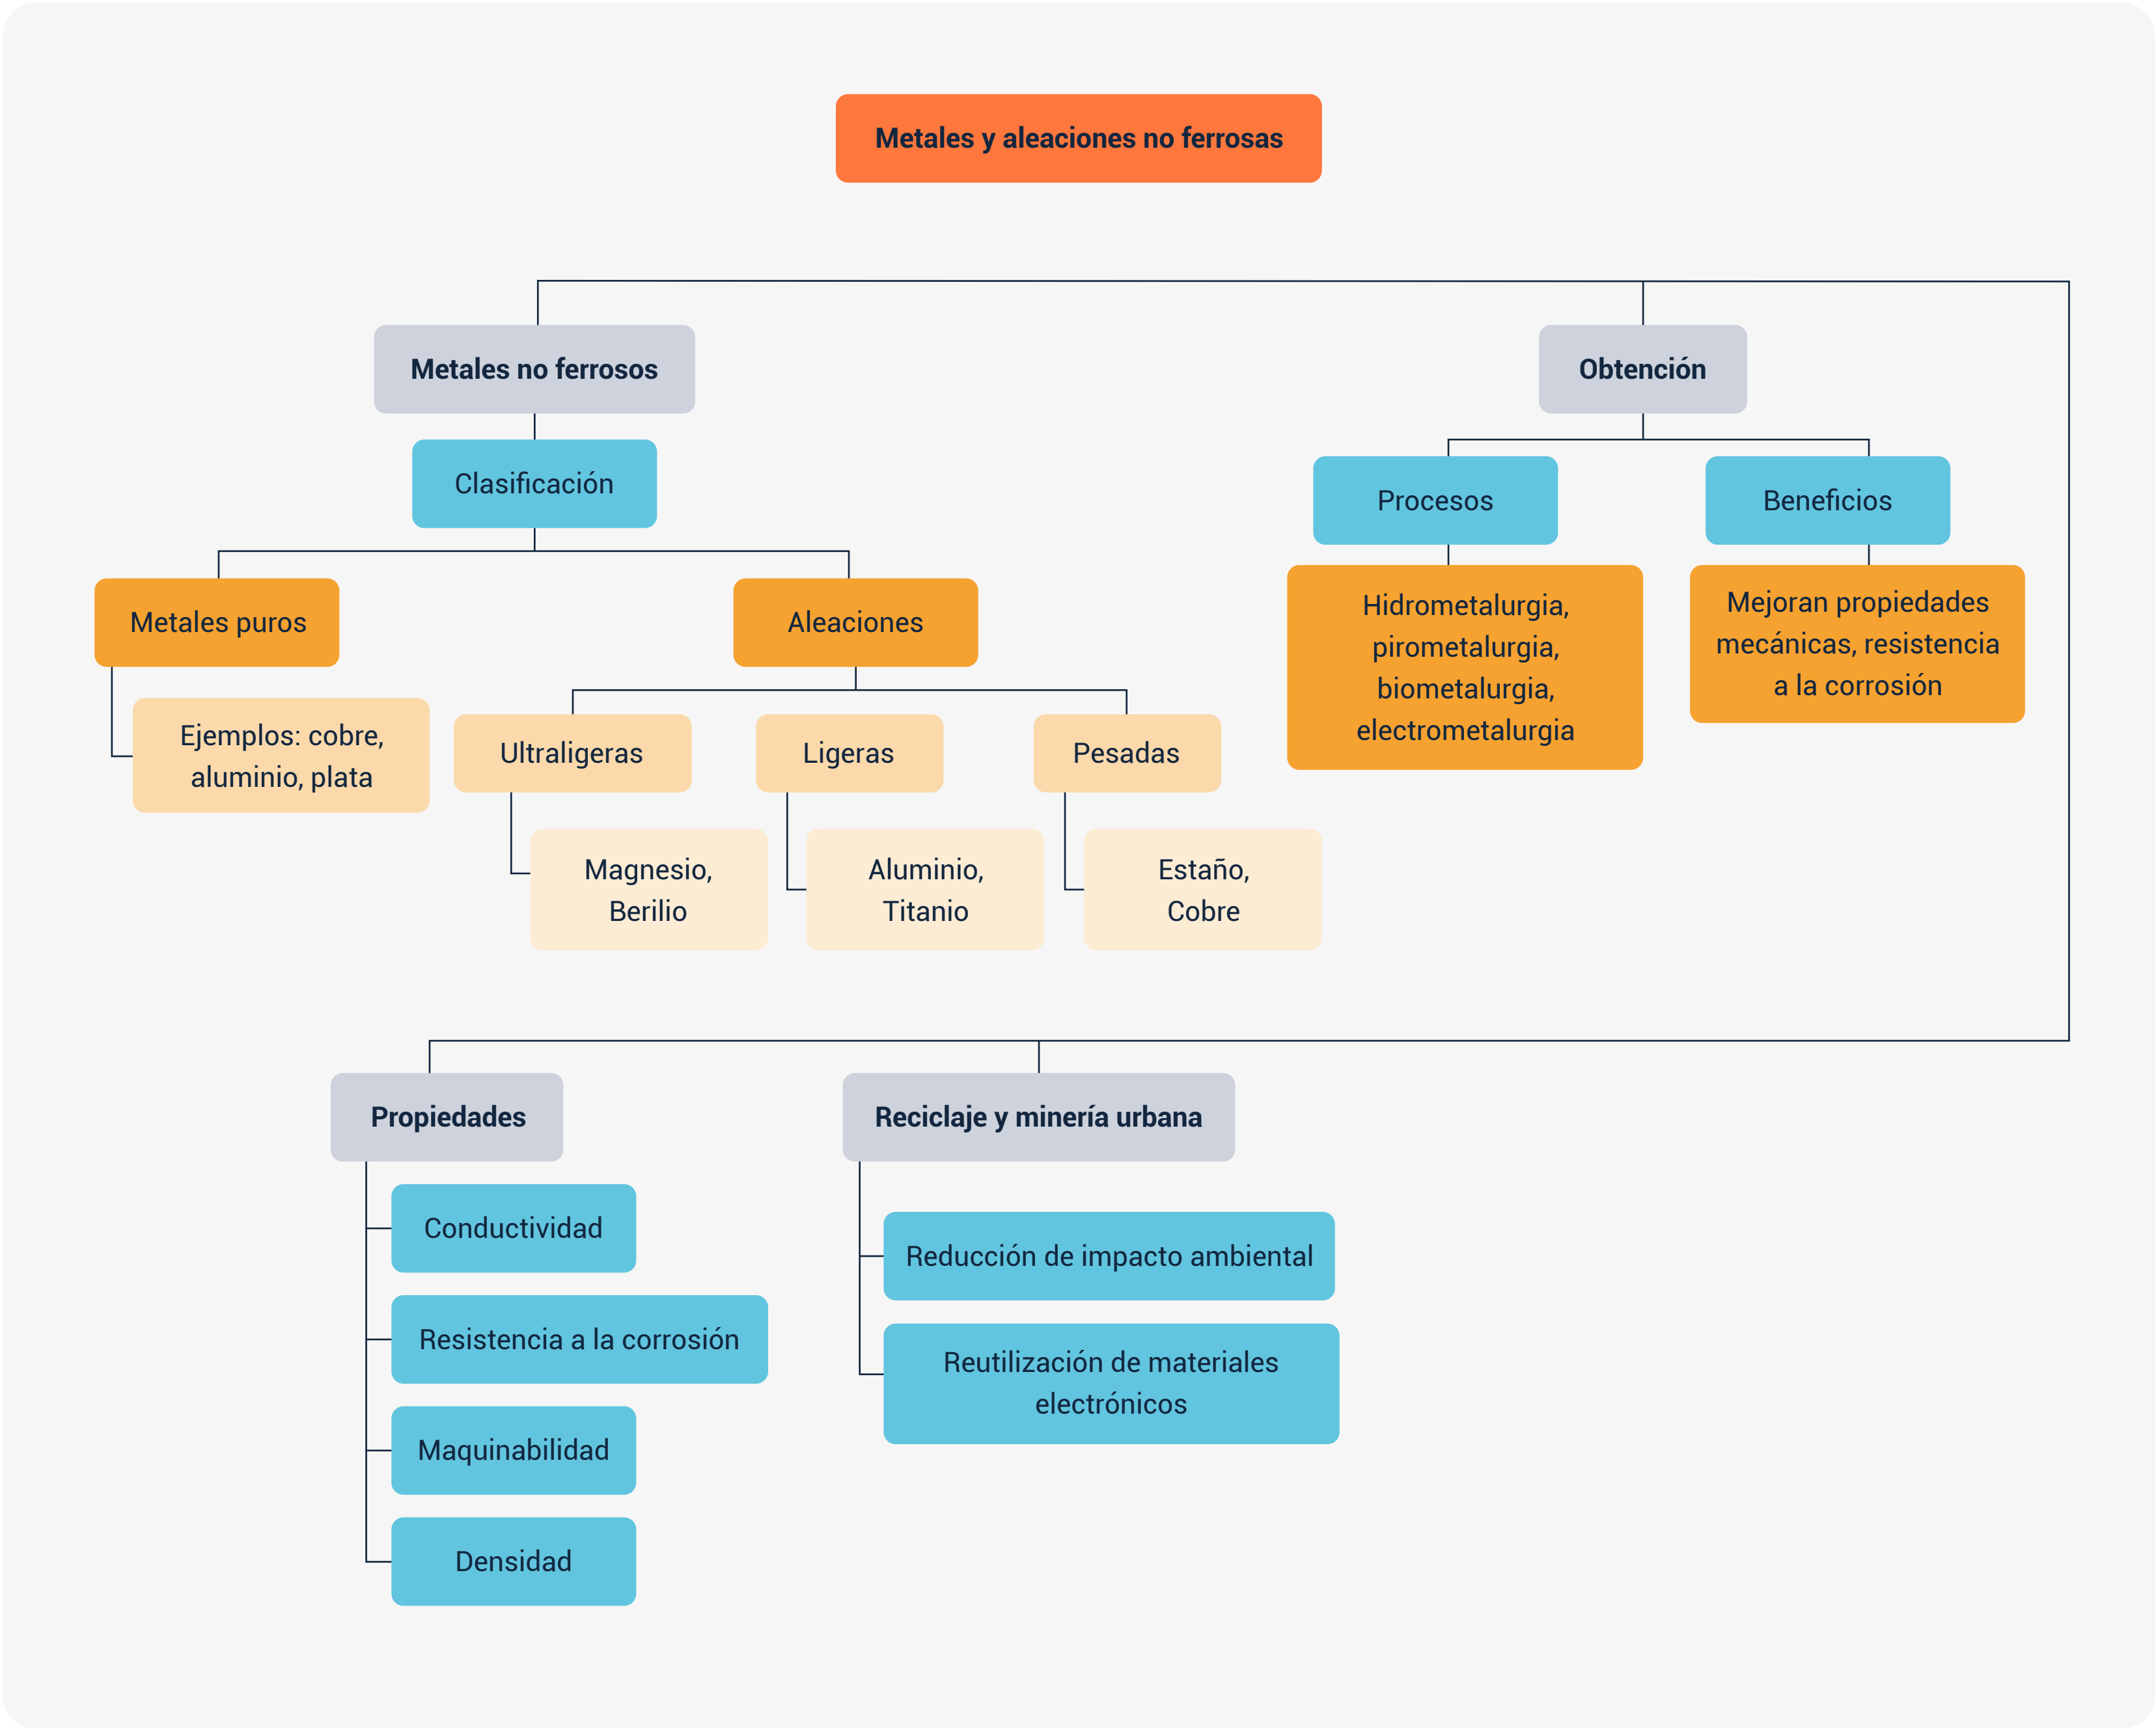 Metales y aleaciones no ferrosas
Metales no ferrosos
Clasificación
Metales puros
Ejemplos: cobre,
aluminio, plata
Aleaciones
Ultraligeras
Magnesio,
Berilio
Ligeras
Aluminio,
Titanio
Pesadas
Estaño,
Cobre
Obtención
Procesos
Hidrometalurgia,
pirometalurgia,
biometalurgia,
electrometalurgia
Beneficios
Mejoran propiedades
mecánicas, resistencia
a la corrosión
Propiedades
Conductividad
Resistencia a la corrosión
Maquinabilidad
Densidad
Reciclaje y minería urbana
Reducción de impacto ambiental
Reutilización de materiales
electrónicos